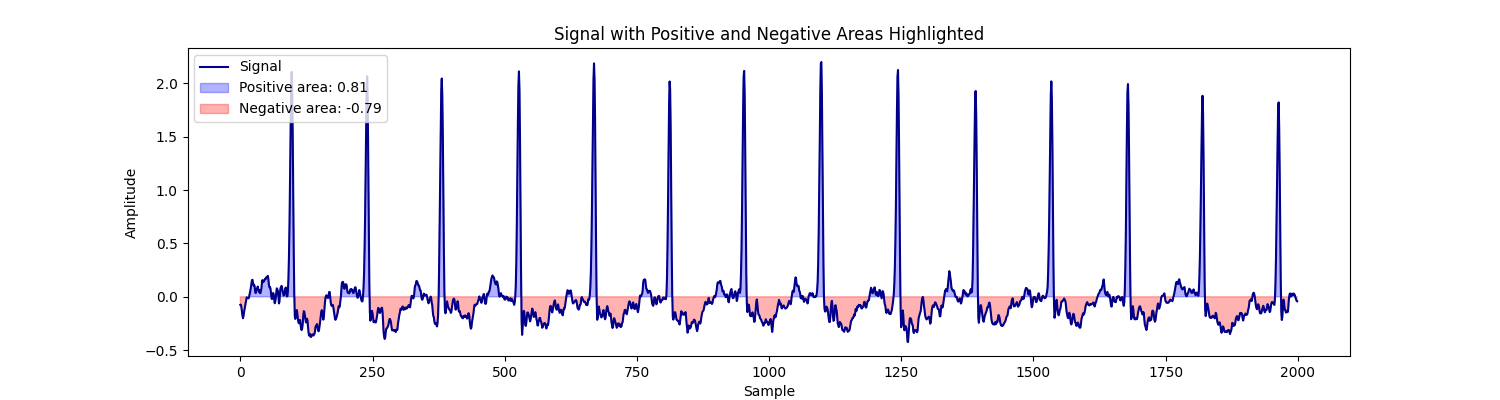 Signal with Positive and Negative Areas Highlighted
Signal
Positive area: 0.81
Negative area: -0.79
Amplitude
2.0
1.5
1.0
0.5
0.0
−0.5
0 250 500 750 1000 1250 1500 1750 2000
Sample